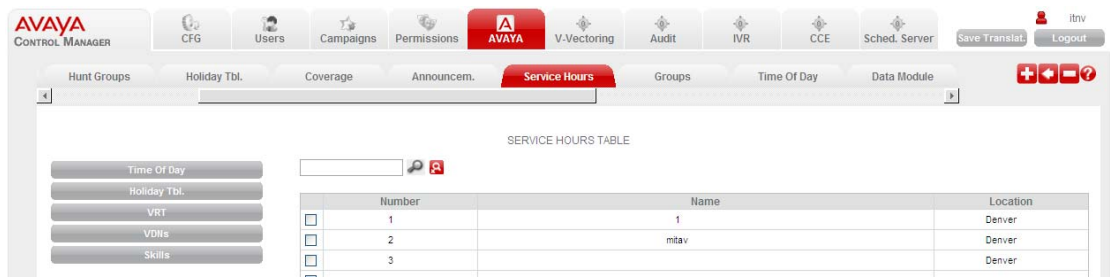 AVAYA
CONTROL MANAGER
CFG Users Campaigns Permissions AVAYA V-Vectoring Audit IVR CCE Sched. Server
itnv
Save Translat. Logout
Hunt Groups Holiday Tbl. Coverage Announcem. Service Hours Groups Time Of Day Data Module
SERVICE HOURS TABLE
Time Of Day
Holiday Tbl.
VRT
VDNs
Skills
Number Name Location
1 1 Denver
2 mitav Denver
3 Denver